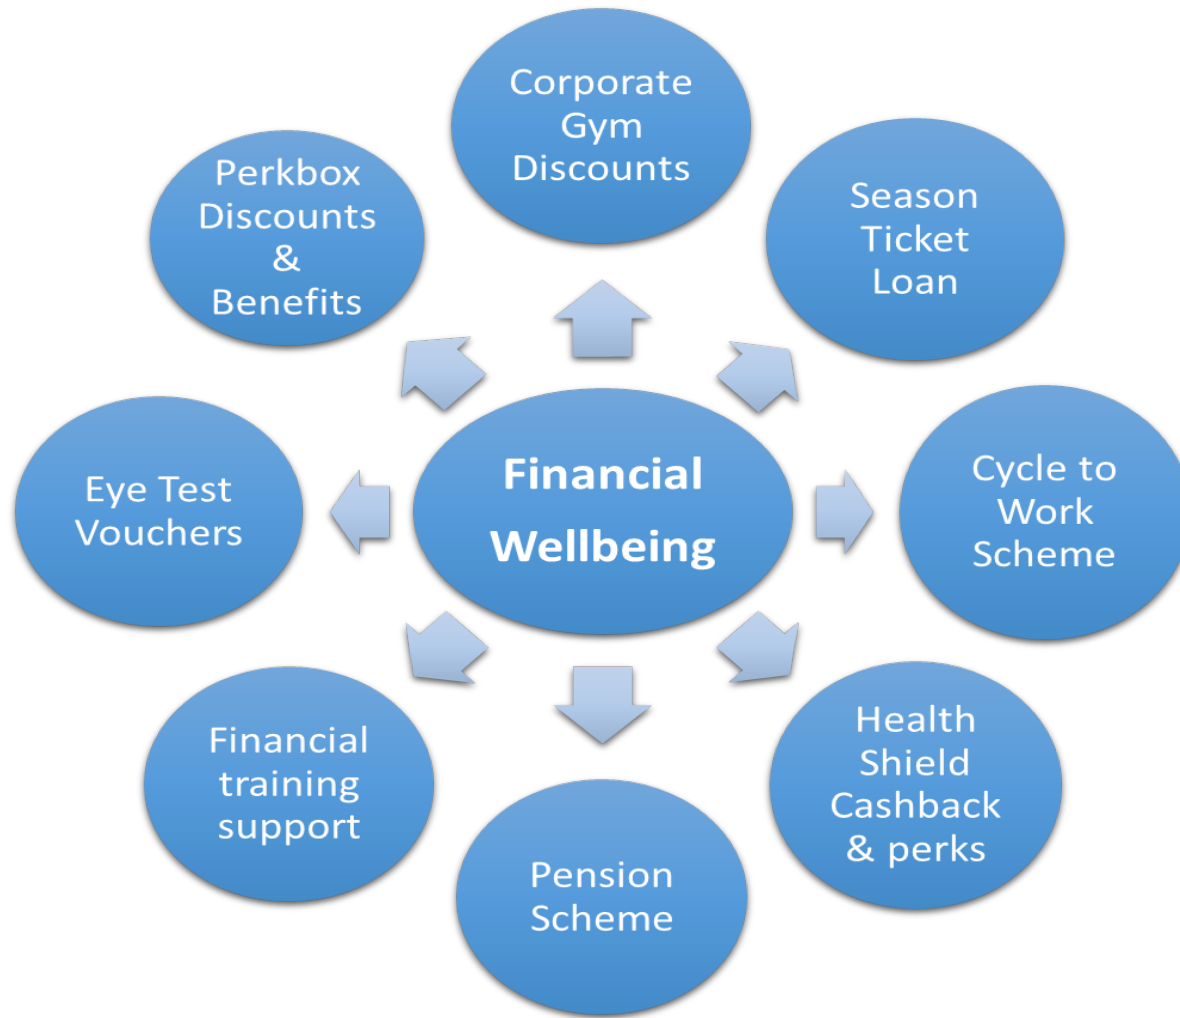 Corporate
Gym
Discounts
Season
Ticket
Loan
Cycle to
Work
Scheme
Health
Shield
Cashback
& perks
Pension
Scheme
Financial
training
support
Eye Test
Vouchers
Perkbox
Discounts
&
Benefits
Financial
Wellbeing